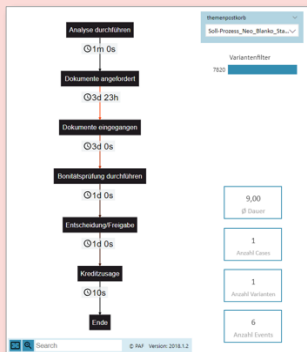 Analyse durchführen
1m 0s
Dokumente angefordert
3d 23h
Dokumente eingegangen
3d 0s
Bonitätsprüfung durchführen
1d 0s
Entscheidung/Freigabe
1d 0s
Kreditzusage
10s
Ende
Search
© PAF Version: 2018.1.2
Soll-Prozess_Neu_Blanko_Sta...
Variantenfilter
7820
9,00
Ø Dauer
1
Anzahl Cases
1
Anzahl Varianten
6
Anzahl Events